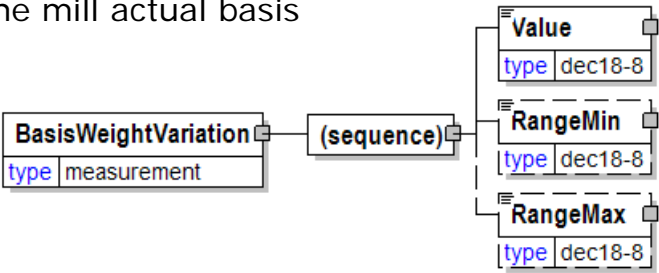 he mill actual basis
Value
type dec18-8
BasisWeightVariation
type measurement
(sequence)
RangeMin
type dec18-8
RangeMax
type dec18-8